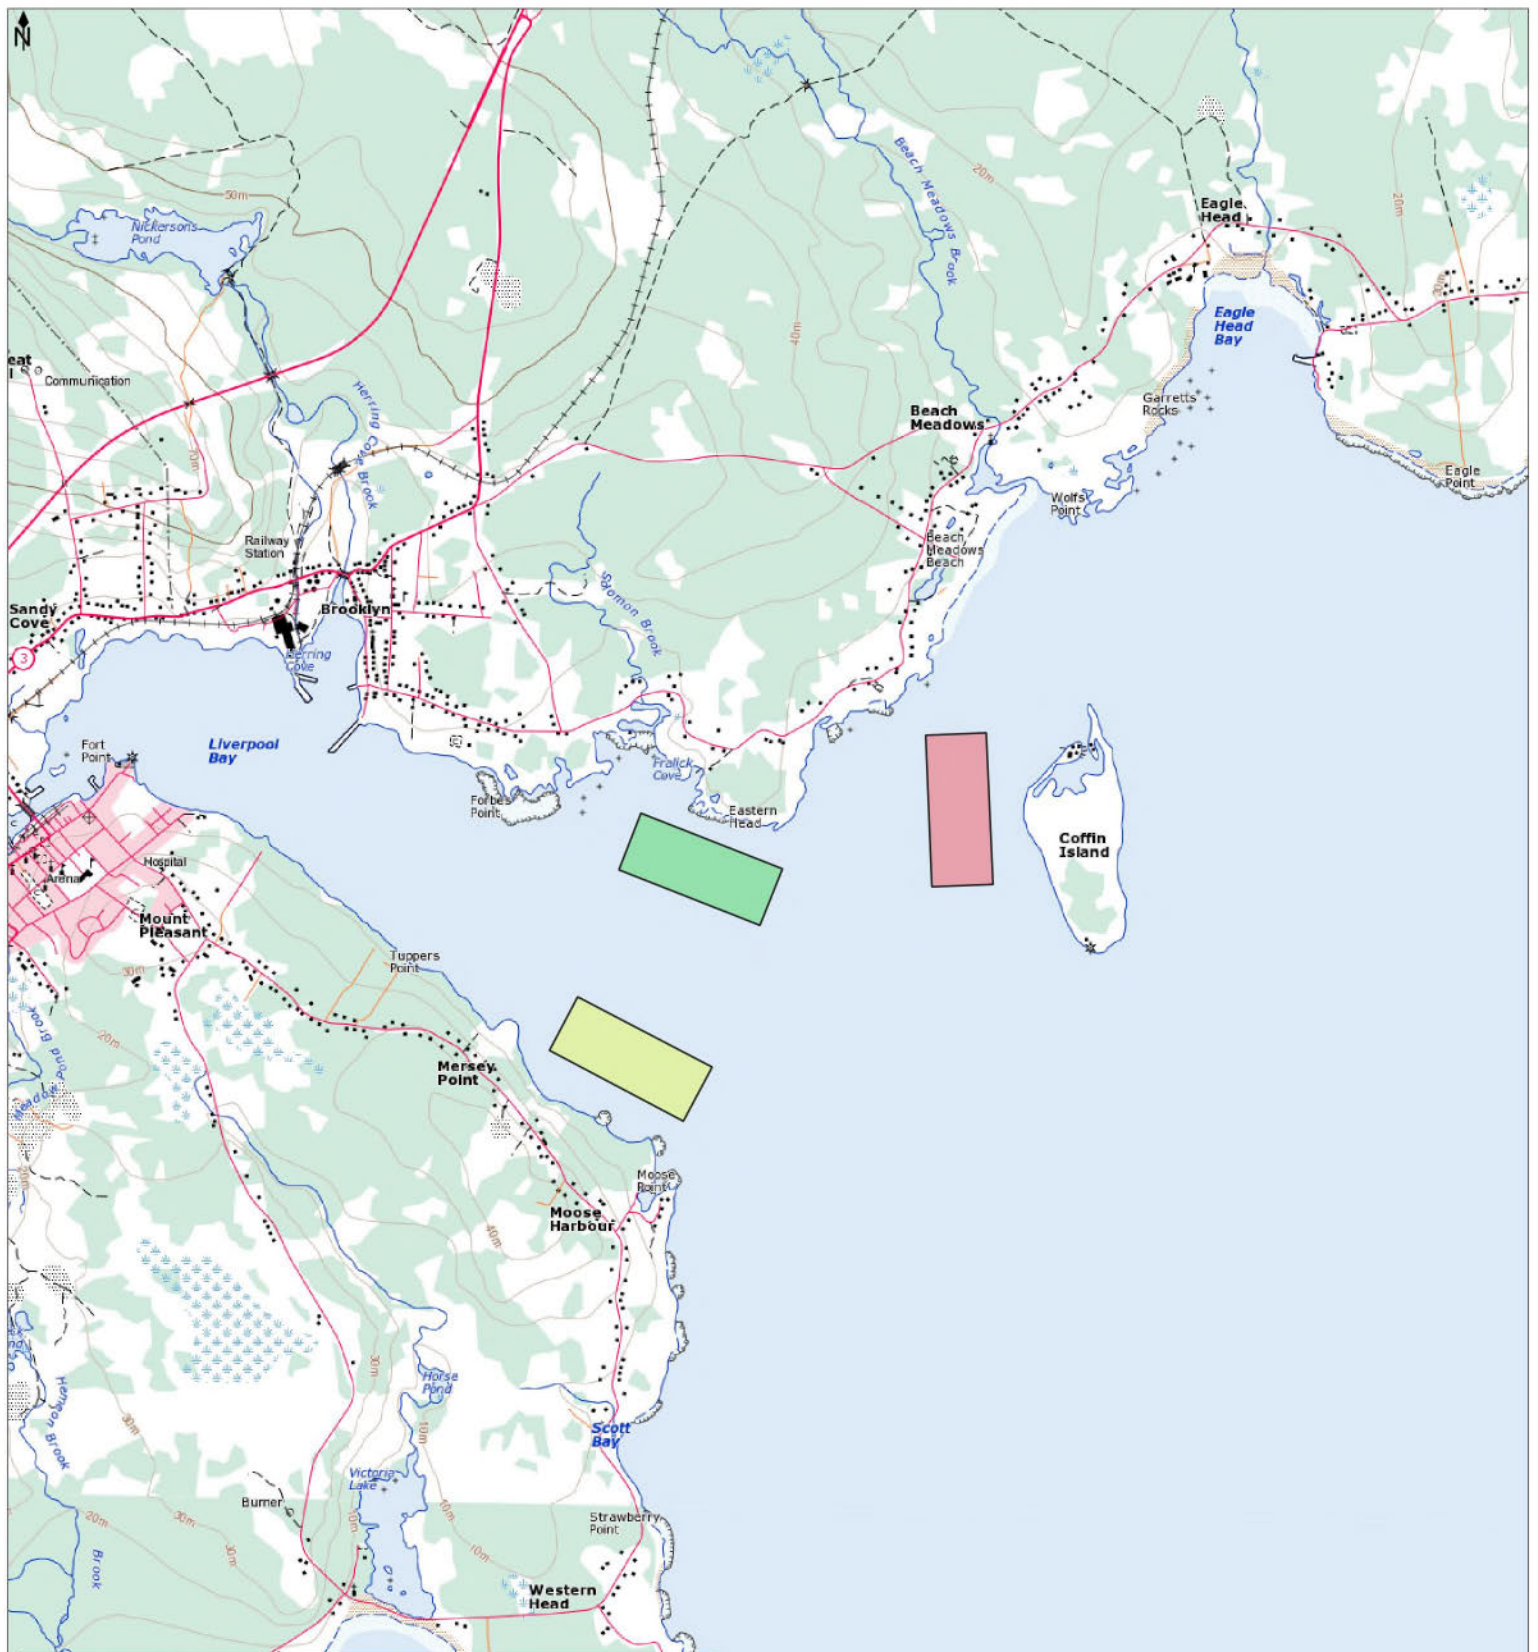 N
50m
Nickersons
Pond
Beach Meadows Brook
20m
20m
Eagle
Head
30m
Eagle
Head
Bay
40m
eat
Communication
Herring Cove Brook
Garretts
Rocks
Beach
Meadows
Eagle
Point
Wolfs
Point
Railway
Station
Beach
Meadows
Beach
Sandy
Cove
Brooklyn
3
Herring
Cove
Liverpool
Bay
Fort
Point
Fralick
Cove
Forbes
Point
Eastern
Head
Coffin
Island
Hospital
Arena
Mount
Pleasant
Tuppers
Point
30m
20m
Meadow Pond Brook
Mersey
Point
20m
Moose
Point
Moose
Harbour
40m
30m
Horse
Pond
Hemeon Brook
30m
10m
Scott
Bay
Victoria
Lake
Burner
Strawberry
Point
20m
30m
10m
10m
30m
10m
Brook
Western
Head